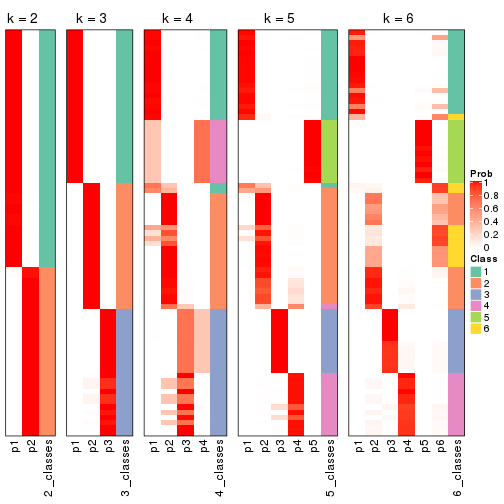 k = 2
k = 3
k = 4
k = 5
k = 6
p1
p2
2_classes
p1
p2
p3
3_classes
p1
p2
p3
p4
4_classes
p1
p2
p3
p4
p5
5_classes
p1
p2
p3
p4
p5
p6
6_classes
Prob
1
0.8
0.6
0.4
0.2
0
Class
1
2
3
4
5
6